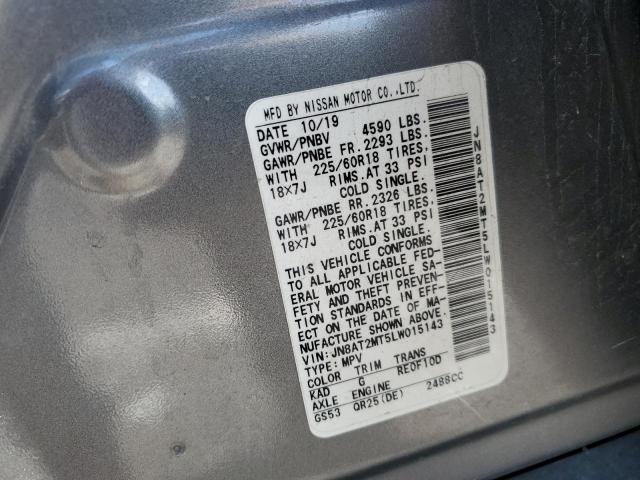 MFD BY NISSAN MOTOR CO.,LTD.
DATE 10/19
GVWR/PNBV 4590 LBS.
GAWR/PNBE FR. 2293 LBS.
WITH 225/60R18 TIRES,
18X7J RIMS.AT 33 PSI
COLD SINGLE.
GAWR/PNBE RR. 2326 LBS.
WITH 225/60R18 TIRES,
18X7J RIMS.AT 33 PSI
COLD SINGLE.
THIS VEHICLE CONFORMS
TO ALL APPLICABLE FED-
ERAL MOTOR VEHICLE SA-
FETY AND THEFT PREVEN-
TION STANDARDS IN EFF-
ECT ON THE DATE OF MA-
NUFACTURE SHOWN ABOVE.
VIN: JN8AT2MT5LW015143
TYPE: MPV
COLOR TRIM TRANS
KAD G RE0F10D
AXLE ENGINE
GS53 QR25(DE) 2488CC
JN8AT2MT5LW015143